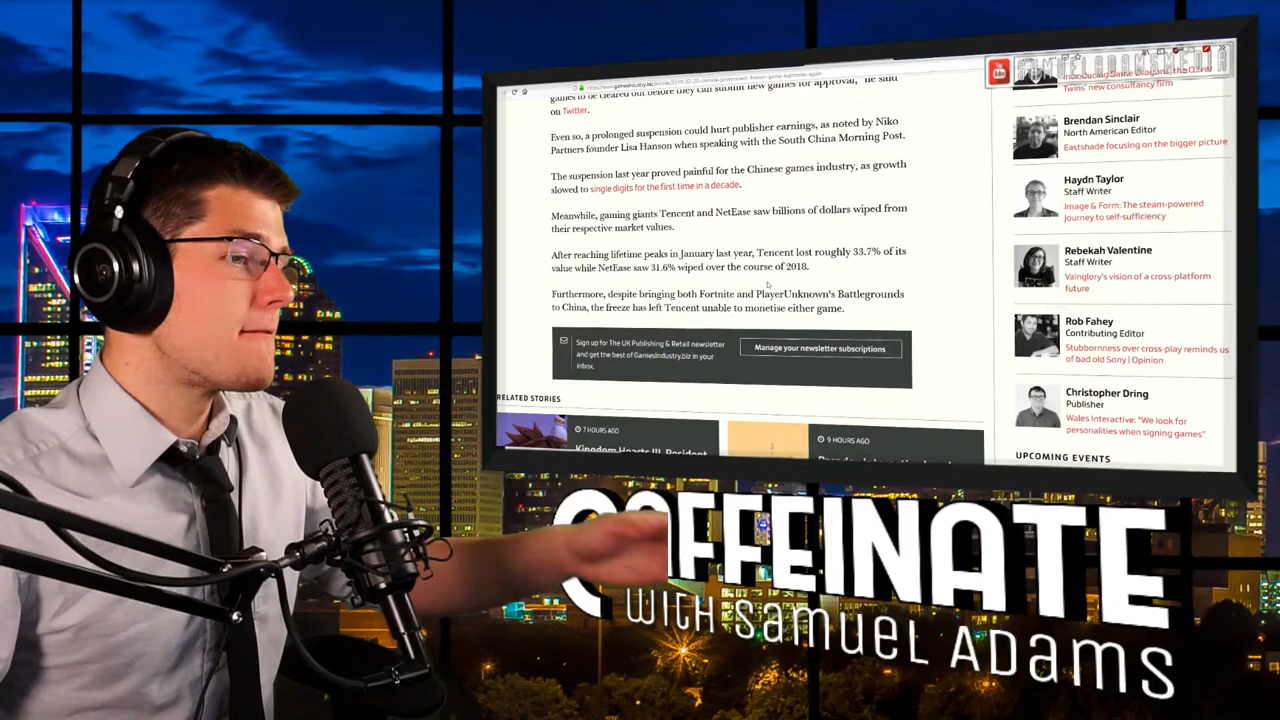 SAMUELADAMSMEDIA
games to be cleared out before they can submit new games for approval," he said
on Twitter.
Even so, a prolonged suspension could hurt publisher earnings, as noted by Niko
Partners founder Lisa Hanson when speaking with the South China Morning Post.
The suspension last year proved painful for the Chinese games industry, as growth
slowed to single digits for the first time in a decade.
Meanwhile, gaming giants Tencent and NetEase saw billions of dollars wiped from
their respective market values.
After reaching lifetime peaks in January last year, Tencent lost roughly 33.7% of its
value while NetEase saw 31.6% wiped over the course of 2018.
Furthermore, despite bringing both Fortnite and PlayerUnknown's Battlegrounds
to China, the freeze has left Tencent unable to monetise either game.
Sign up for The UK Publishing & Retail newsletter
and get the best of GamesIndustry.biz in your
inbox.
Manage your newsletter subscriptions
RELATED STORIES
7 HOURS AGO
Kingdom Hearts III, Resident
9 HOURS AGO
Introducing Game Dragons, the Oliver
Twins' new consultancy firm
Brendan Sinclair
North American Editor
Eastshade focusing on the bigger picture
Haydn Taylor
Staff Writer
Image & Form: The steam-powered
journey to self-sufficiency
Rebekah Valentine
Staff Writer
Vainglory's vision of a cross-platform
future
Rob Fahey
Contributing Editor
Stubbornness over cross-play reminds us
of bad old Sony | Opinion
Christopher Dring
Publisher
Wales Interactive: "We look for
personalities when signing games"
UPCOMING EVENTS
CAFFEINATE
WITH SAMUEL ADAMS